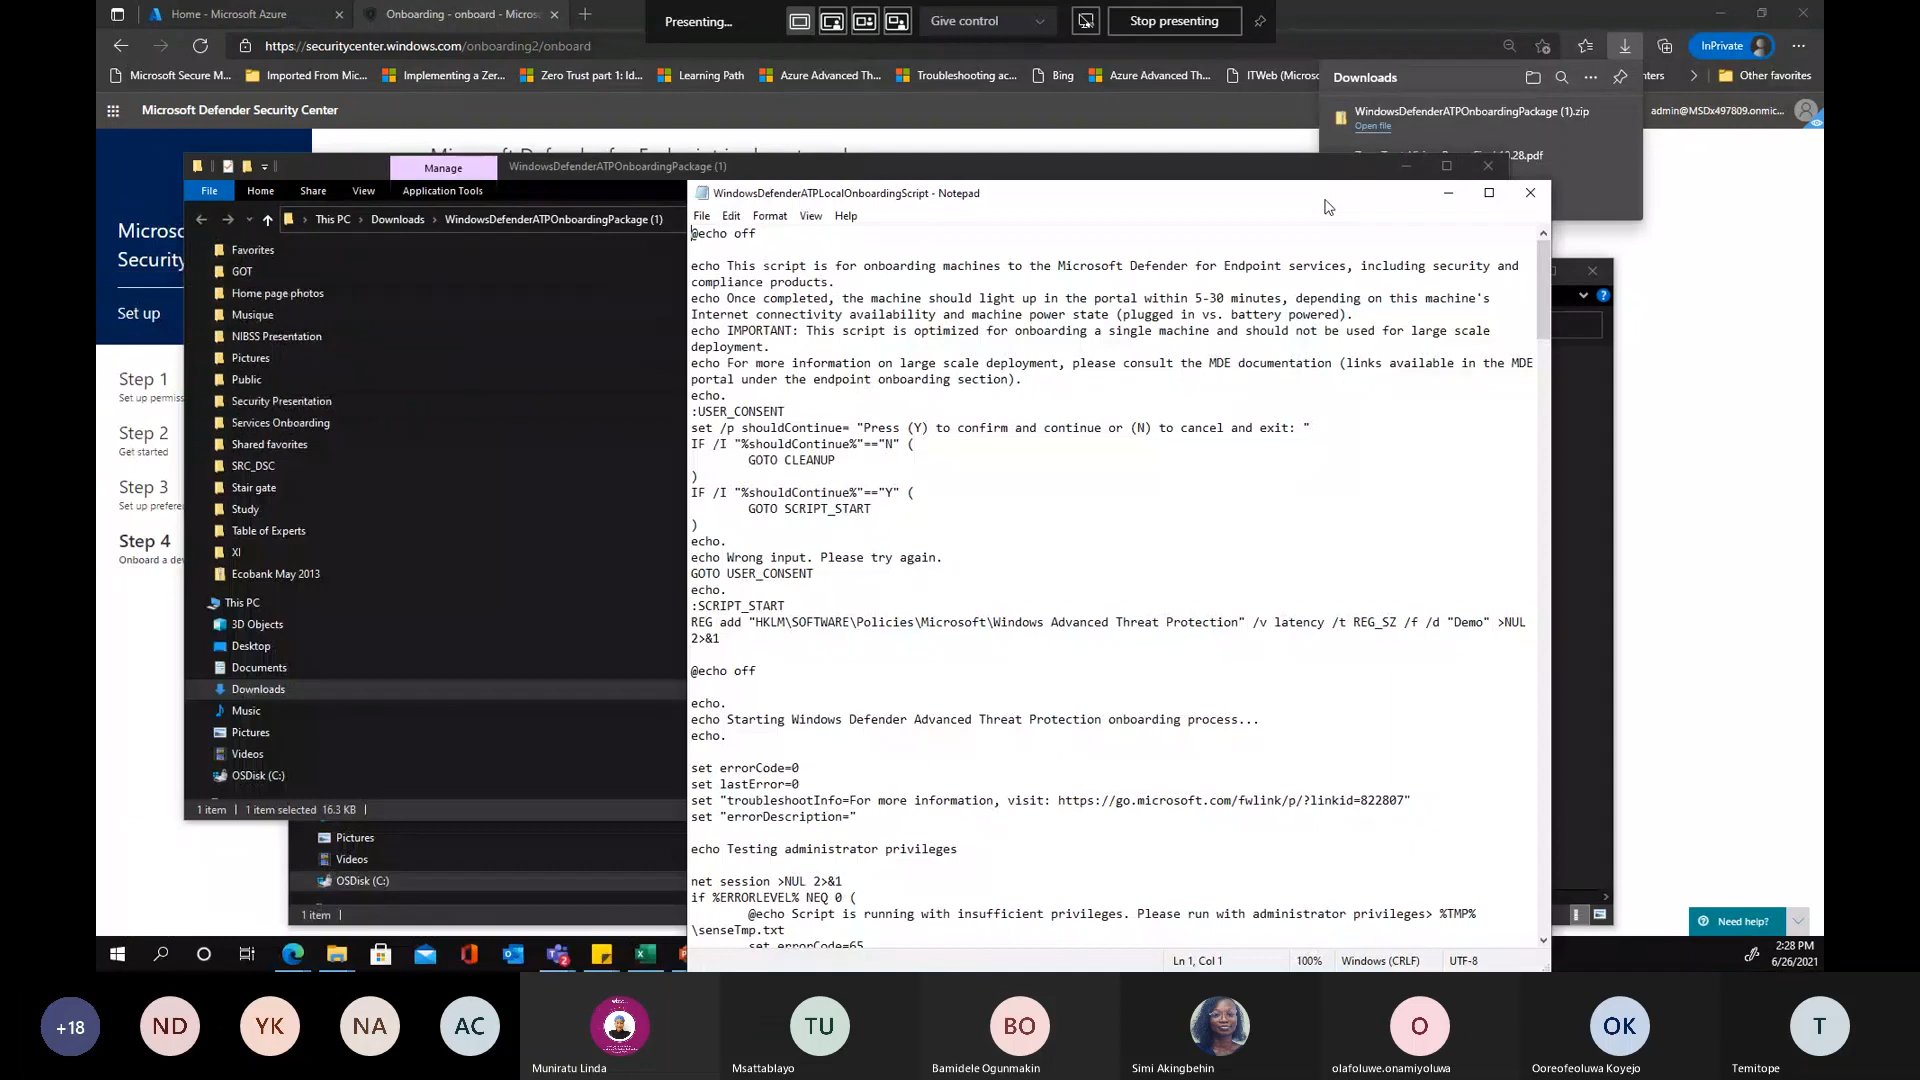 Home - Microsoft Azure
Onboarding - onboard - Micros
Presenting...
Give control
Stop presenting
https://securitycenter.windows.com/onboarding2/onboard
InPrivate
Microsoft Secure M...
Imported From Mic...
Implementing a Zer...
Zero Trust part 1: Id...
Learning Path
Azure Advanced Th...
Troubleshooting ac...
Bing
Azure Advanced Th...
ITWeb (Micros
nters
Other favorites
Downloads
WindowsDefenderATPOnboardingPackage (1).zip
Open file
.28.pdf
Microsoft Defender Security Center
admin@MSDx497809.onmic...
Microso
Security
Set up
Step 1
Set up permiss
Step 2
Get started
Step 3
Set up prefere
Step 4
Onboard a dev
Manage
WindowsDefenderATPOnboardingPackage (1)
File
Home
Share
View
Application Tools
This PC
Downloads
WindowsDefenderATPOnboardingPackage (1)
Favorites
GOT
Home page photos
Musique
NIBSS Presentation
Pictures
Public
Security Presentation
Services Onboarding
Shared favorites
SRC_DSC
Stair gate
Study
Table of Experts
XI
Ecobank May 2013
This PC
3D Objects
Desktop
Documents
Downloads
Music
Pictures
Videos
OSDisk (C:)
1 item
1 item selected 16.3 KB
Pictures
Videos
OSDisk (C:)
1 item
WindowsDefenderATPLocalOnboardingScript - Notepad
File Edit Format View Help
@echo off
echo This script is for onboarding machines to the Microsoft Defender for Endpoint services, including security and
compliance products.
echo Once completed, the machine should light up in the portal within 5-30 minutes, depending on this machine's
Internet connectivity availability and machine power state (plugged in vs. battery powered).
echo IMPORTANT: This script is optimized for onboarding a single machine and should not be used for large scale
deployment.
echo For more information on large scale deployment, please consult the MDE documentation (links available in the MDE
portal under the endpoint onboarding section).
echo.
:USER_CONSENT
set /p shouldContinue= "Press (Y) to confirm and continue or (N) to cancel and exit: "
IF /I "%shouldContinue%"=="N" (
GOTO CLEANUP
)
IF /I "%shouldContinue%"=="Y" (
GOTO SCRIPT_START
)
echo.
echo Wrong input. Please try again.
GOTO USER_CONSENT
echo.
:SCRIPT_START
REG add "HKLM\SOFTWARE\Policies\Microsoft\Windows Advanced Threat Protection" /v latency /t REG_SZ /f /d "Demo" >NUL
2>&1
@echo off
echo.
echo Starting Windows Defender Advanced Threat Protection onboarding process...
echo.
set errorCode=0
set lastError=0
set "troubleshootInfo=For more information, visit: https://go.microsoft.com/fwlink/p/?linkid=822807"
set "errorDescription="
echo Testing administrator privileges
net session >NUL 2>&1
if %ERRORLEVEL% NEQ 0 (
@echo Script is running with insufficient privileges. Please run with administrator privileges> %TMP%
\senseTmp.txt
set errorCode=65
Ln 1, Col 1
100%
Windows (CRLF)
UTF-8
Need help?
2:28 PM
6/26/2021
+18
ND
YK
NA
AC
Muniratu Linda
TU
Msattablayo
BO
Bamidele Ogunmakin
Simi Akingbehin
O
olafoluwe.onamiyoluwa
OK
Ooreofeoluwa Koyejo
T
Temitope